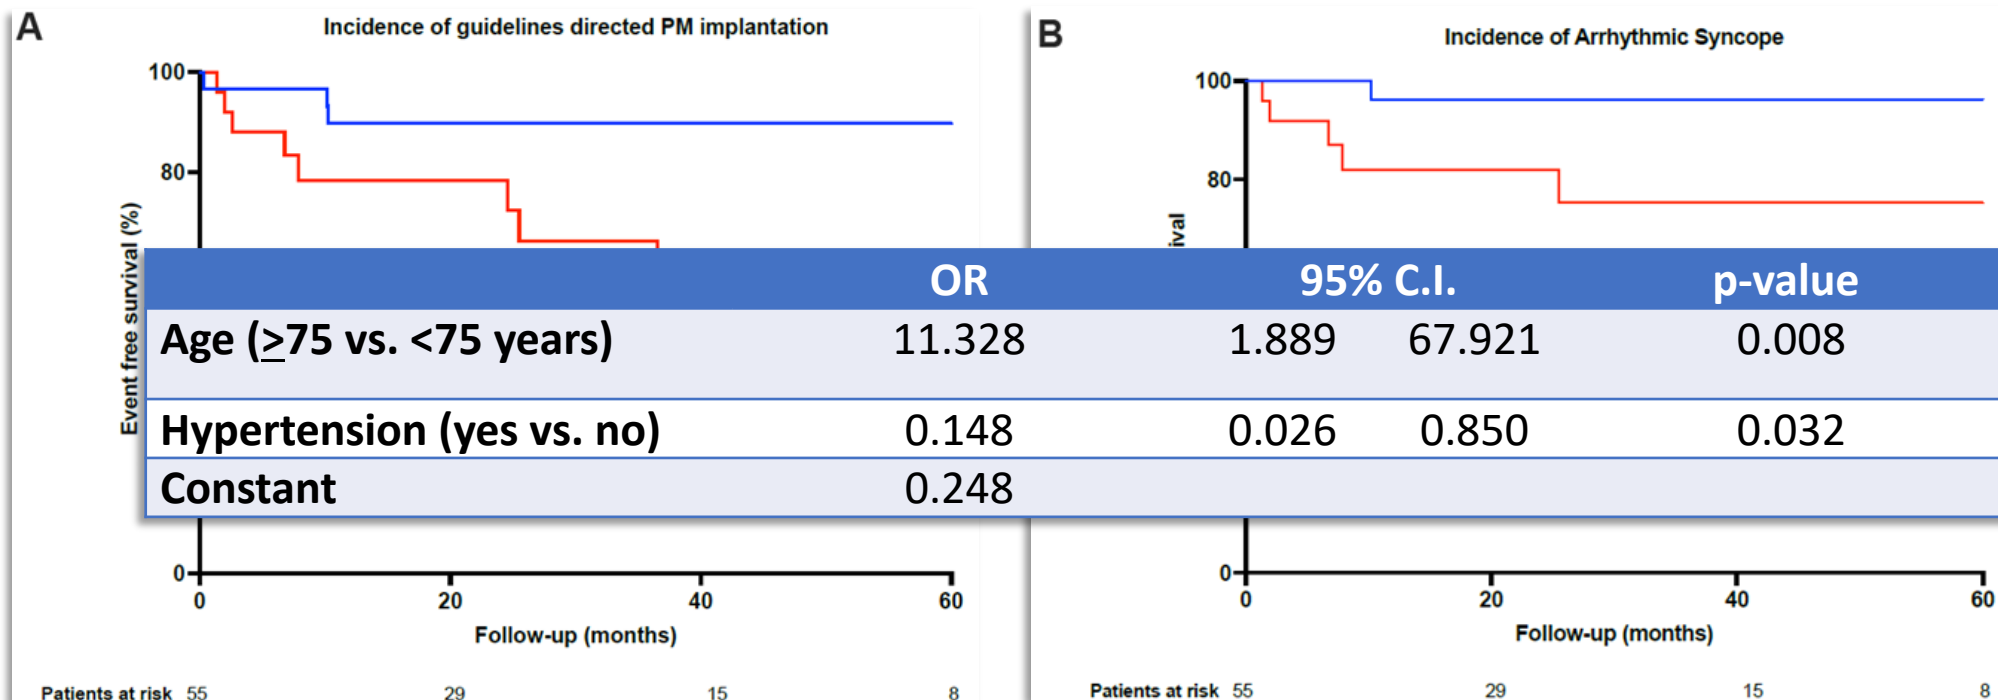 A
Incidence of guidelines directed PM implantation
100
80
Event free survival (%)
0
0 20 40 60
Follow-up (months)
Patients at risk 55 29 15 8
B
Incidence of Arrhythmic Syncope
100
80
ival
0
0 20 40 60
Follow-up (months)
Patients at risk 55 29 15 8
OR 95% C.I. p-value
Age (≥75 vs. <75 years) 11.328 1.889 67.921 0.008
Hypertension (yes vs. no) 0.148 0.026 0.850 0.032
Constant 0.248